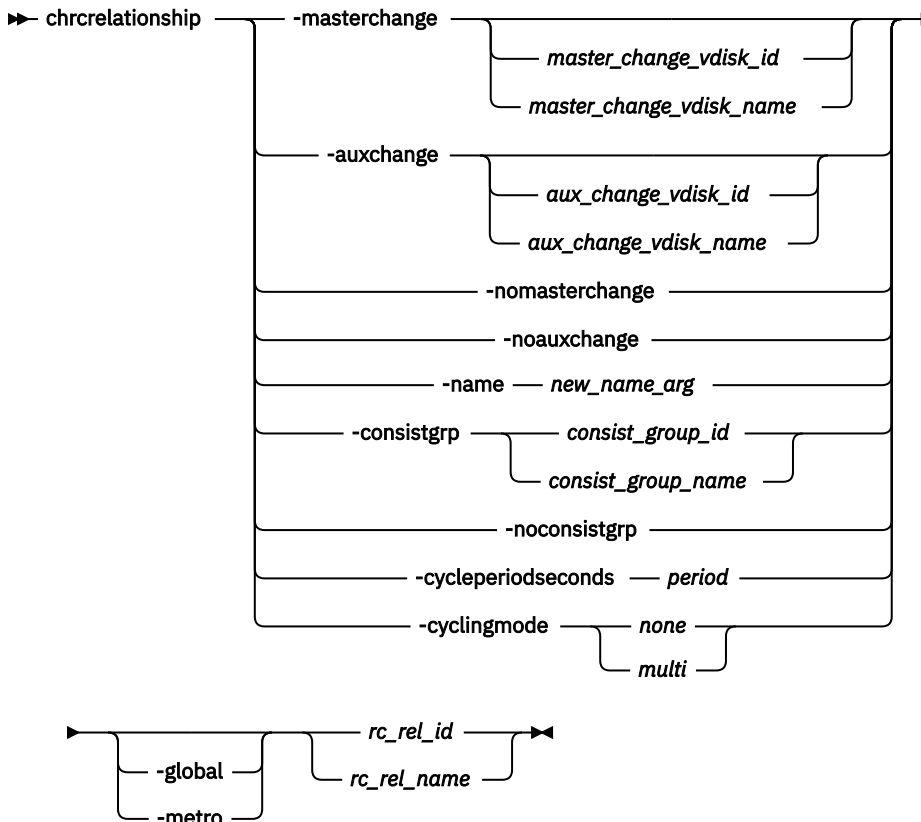 chrcrelationship -masterchange
master_change_vdisk_id
master_change_vdisk_name
-auxchange
aux_change_vdisk_id
aux_change_vdisk_name
-nomasterchange
-noauxchange
-name new_name_arg
-consistgrp consist_group_id
consist_group_name
-noconsistgrp
-cycleperiodseconds period
-cyclingmode none
multi
rc_rel_id
-global
rc_rel_name
-metro